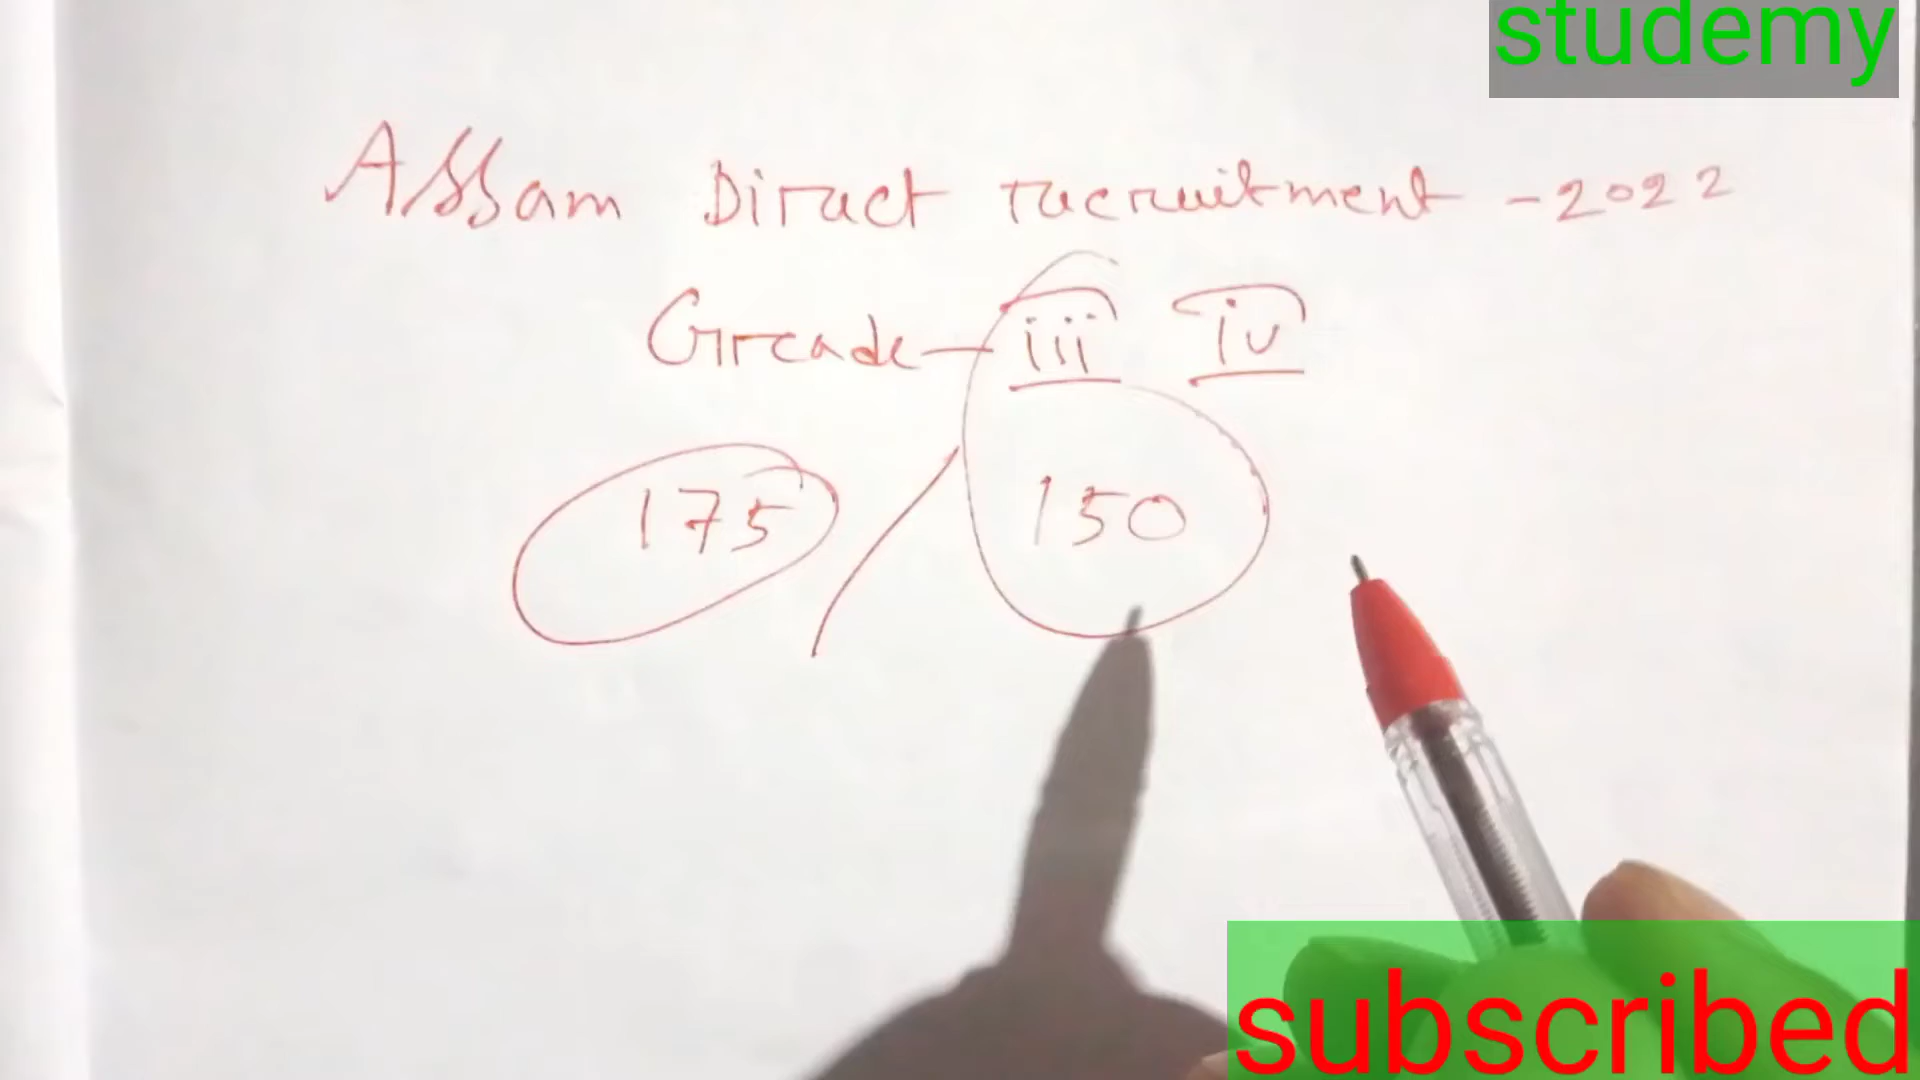 studemy
Assam Direct recruitment - 2022
Grade - iii iv
175 / 150
subscribed